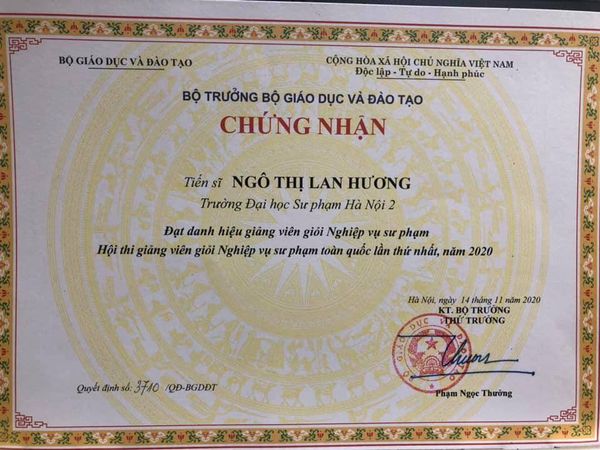 BỘ GIÁO DỤC VÀ ĐÀO TẠO
CỘNG HÒA XÃ HỘI CHỦ NGHĨA VIỆT NAM
Độc lập - Tự do - Hạnh phúc
BỘ TRƯỞNG BỘ GIÁO DỤC VÀ ĐÀO TẠO
CHỨNG NHẬN
Tiến sĩ NGÔ THỊ LAN HƯƠNG
Trường Đại học Sư phạm Hà Nội 2
Đạt danh hiệu giảng viên giỏi Nghiệp vụ sư phạm
Hội thi giảng viên giỏi Nghiệp vụ sư phạm toàn quốc lần thứ nhất, năm 2020
Hà Nội, ngày 14 tháng 11 năm 2020
KT. BỘ TRƯỞNG
THỨ TRƯỞNG
Quyết định số: 3710 /QĐ-BGDĐT
Phạm Ngọc Thưởng